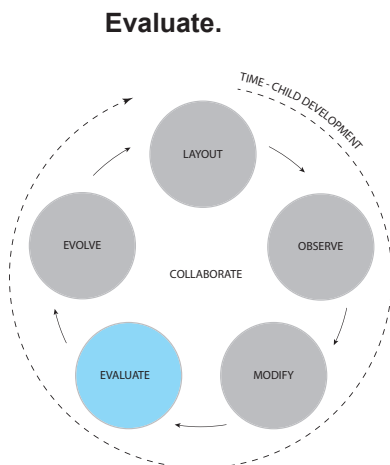 Evaluate.
TIME - CHILD DEVELOPMENT
LAYOUT
EVOLVE
OBSERVE
COLLABORATE
EVALUATE
MODIFY